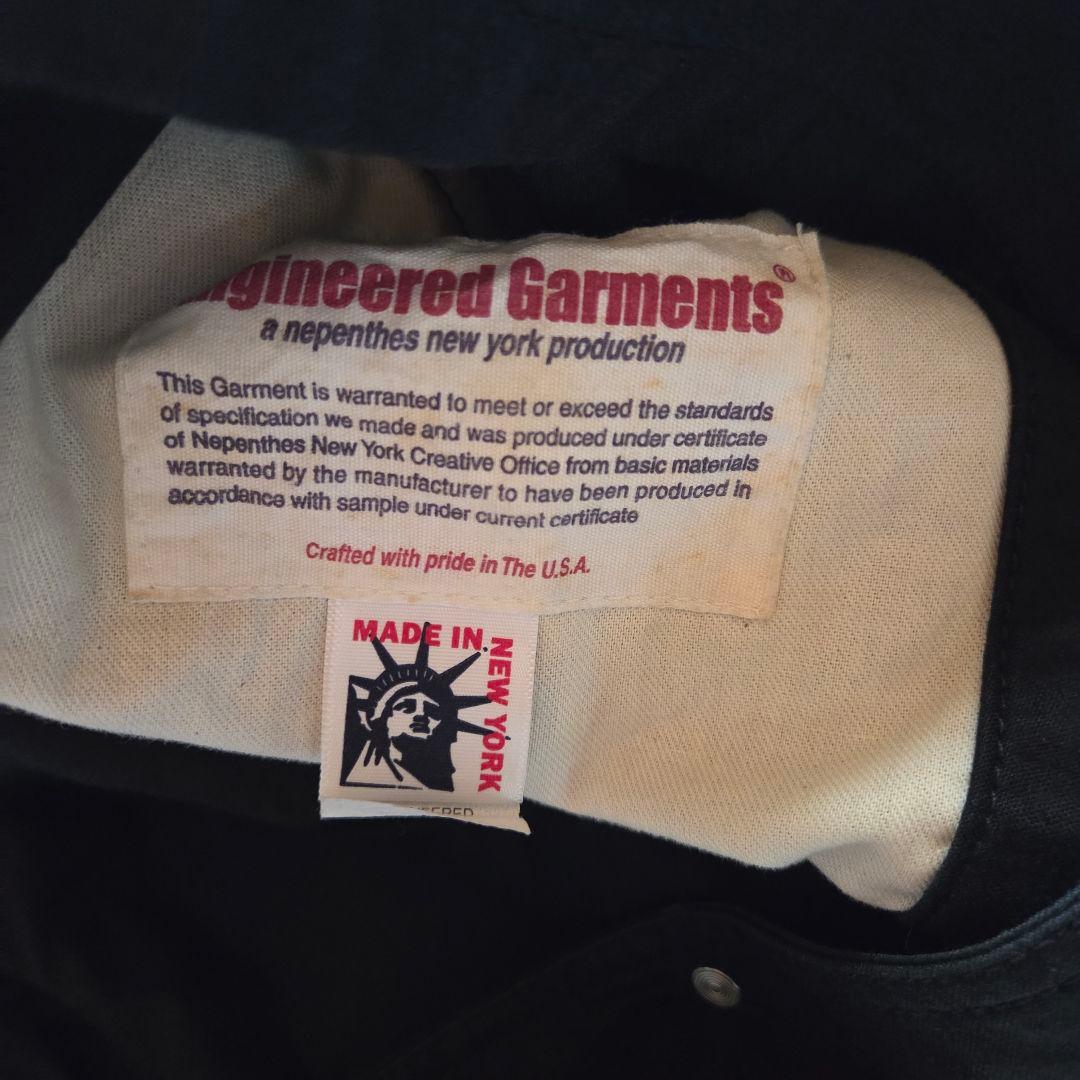 ngineered Garments®
a nepenthes new york production
This Garment is warranted to meet or exceed the standards
of specification we made and was produced under certificate
of Nepenthes New York Creative Office from basic materials
warranted by the manufacturer to have been produced in
accordance with sample under current certificate
Crafted with pride in The U.S.A.
MADE IN
NEW YORK